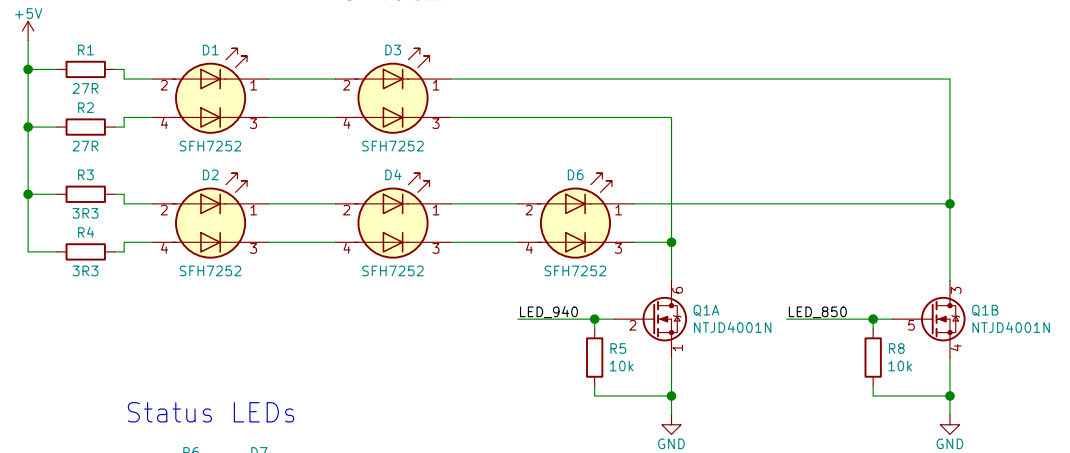 +5V
R1
27R
R2
27R
R3
3R3
R4
3R3
D1
2
1
4
3
SFH7252
D3
2
1
4
3
SFH7252
D2
2
1
4
3
SFH7252
D4
2
1
4
3
SFH7252
D6
2
1
4
3
SFH7252
LED_940
2
6
1
Q1A
NTJD4001N
R5
10k
GND
LED_850
5
3
4
Q1B
NTJD4001N
R8
10k
GND
Status LEDs
R6
D7